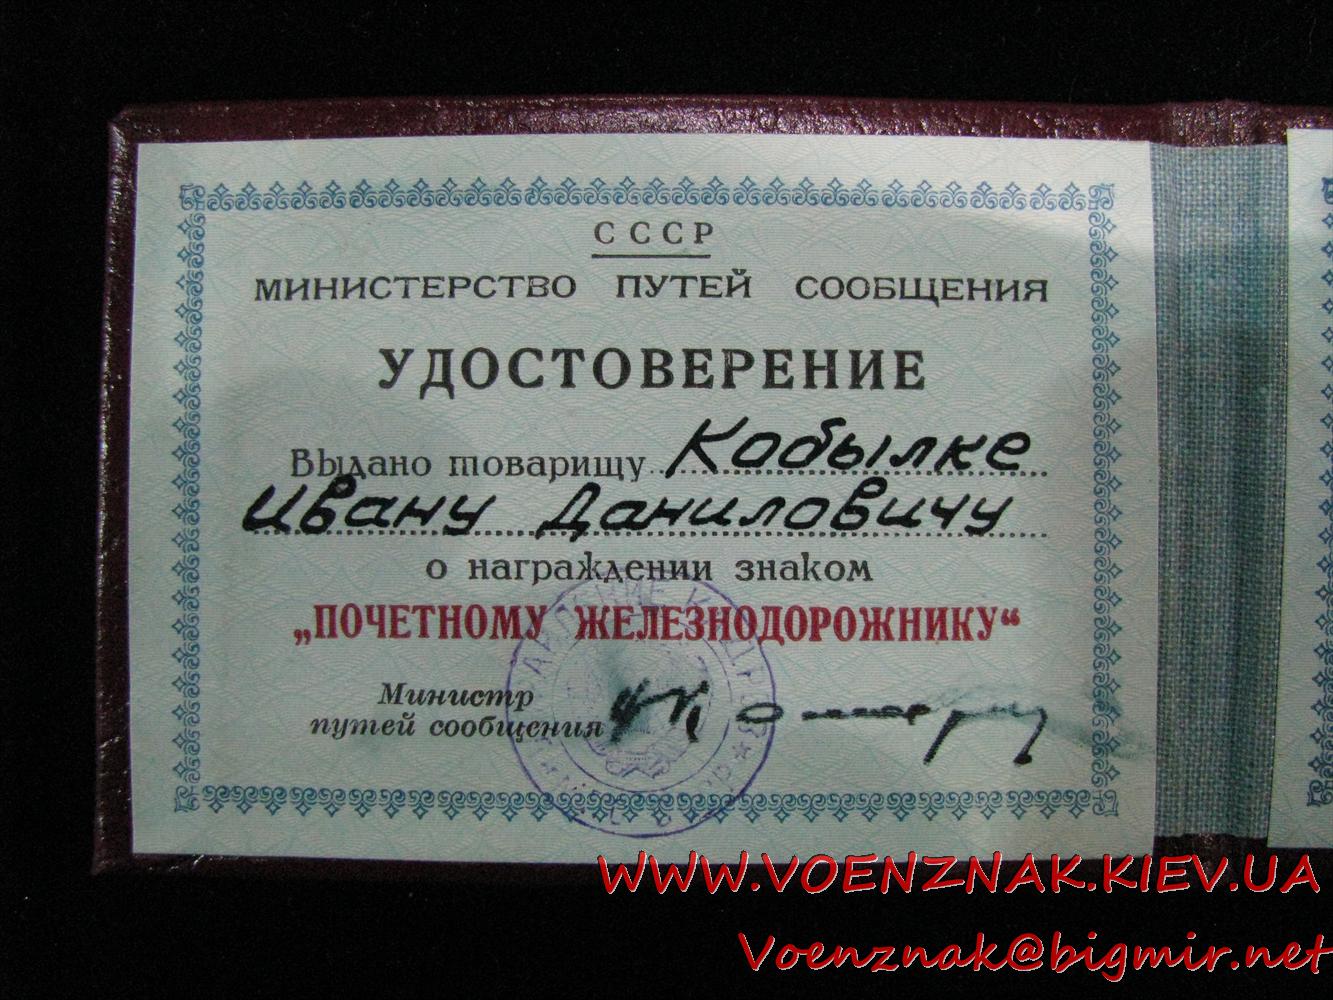 СССР
МИНИСТЕРСТВО ПУТЕЙ СООБЩЕНИЯ
УДОСТОВЕРЕНИЕ
Выдано товарищу Кобылке
Ивану Даниловичу
о награждении знаком
„ПОЧЕТНОМУ ЖЕЛЕЗНОДОРОЖНИКУ“
Министр
путей сообщения
WWW.VOENZNAK.KIEV.UA
Voenznak@bigmir.net